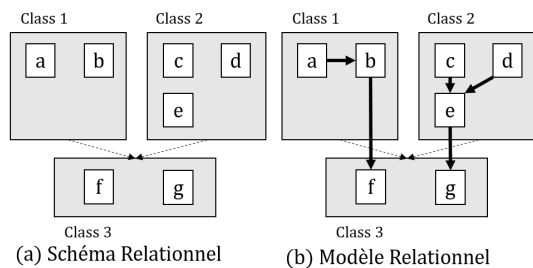 Class 1
Class 2
a
b
c
d
e
f
g
Class 3
(a) Schéma Relationnel
Class 1
Class 2
a
b
c
d
e
f
g
Class 3
(b) Modèle Relationnel